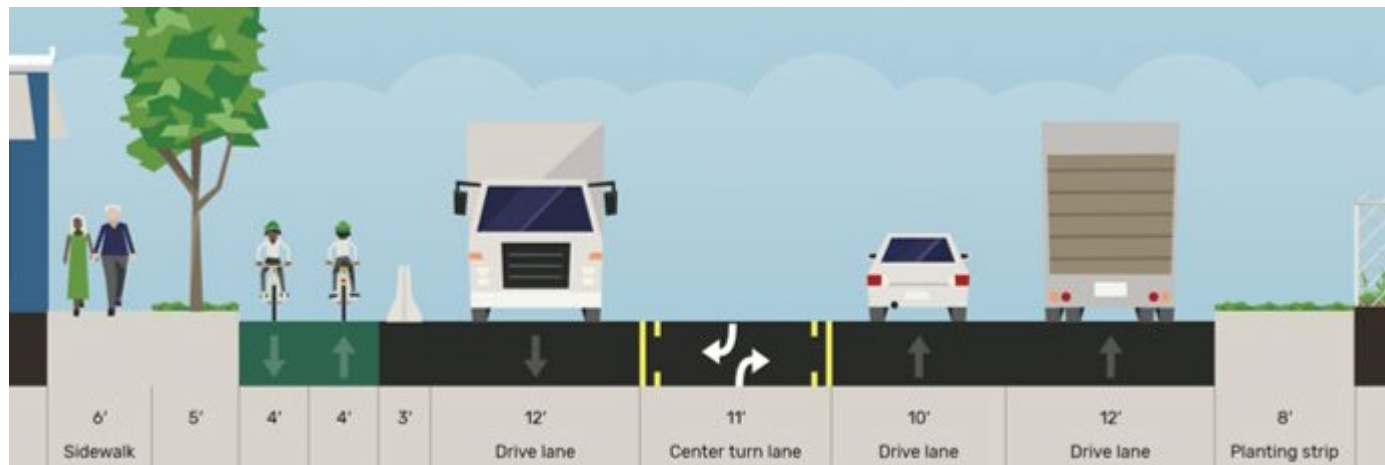 6' 5' 4' 4' 3' 12' 11' 10' 12' 8'
Sidewalk Drive lane Center turn lane Drive lane Drive lane Planting strip